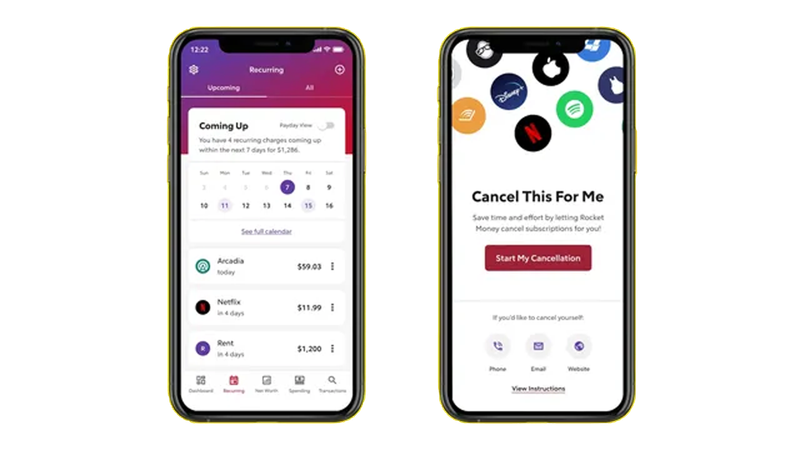 12:22
Recurring
Upcoming
All
Coming Up
Payday View
You have 4 recurring charges coming up
within the next 7 days for $1,286.
Sun Mon Tue Wed Thu Fri Sat
3 4 5 6 7 8 9
10 11 12 13 14 15 16
See full calendar
Arcadia
today
$59.03
Netflix
in 4 days
$11.99
R
Rent
in 4 days
$1,200
Dashboard
Recurring
Net Worth
Spending
Transactions
Disney+
N
Cancel This For Me
Save time and effort by letting Rocket
Money cancel subscriptions for you!
Start My Cancellation
If you'd like to cancel yourself:
Phone
Email
Website
View Instructions